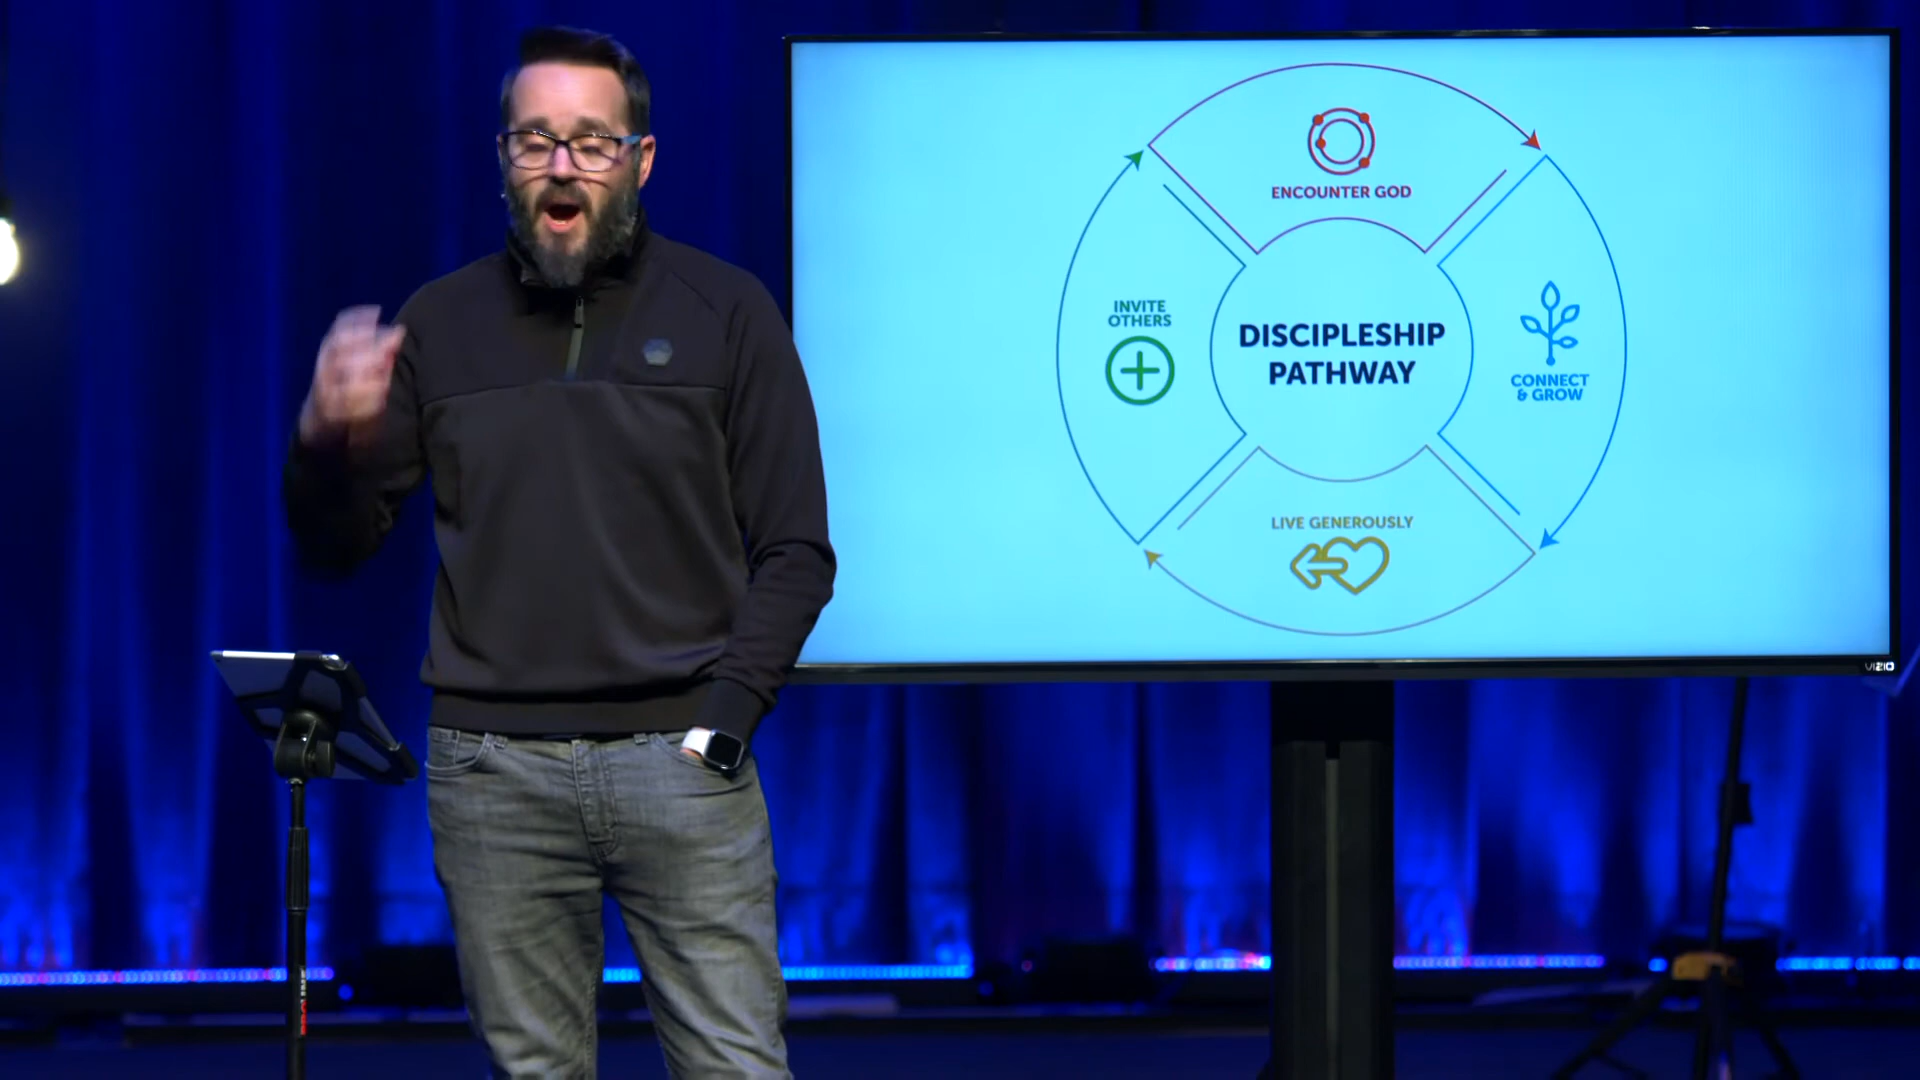 ENCOUNTER GOD
INVITE
OTHERS
DISCIPLESHIP
PATHWAY
CONNECT
& GROW
LIVE GENEROUSLY
VIZIO